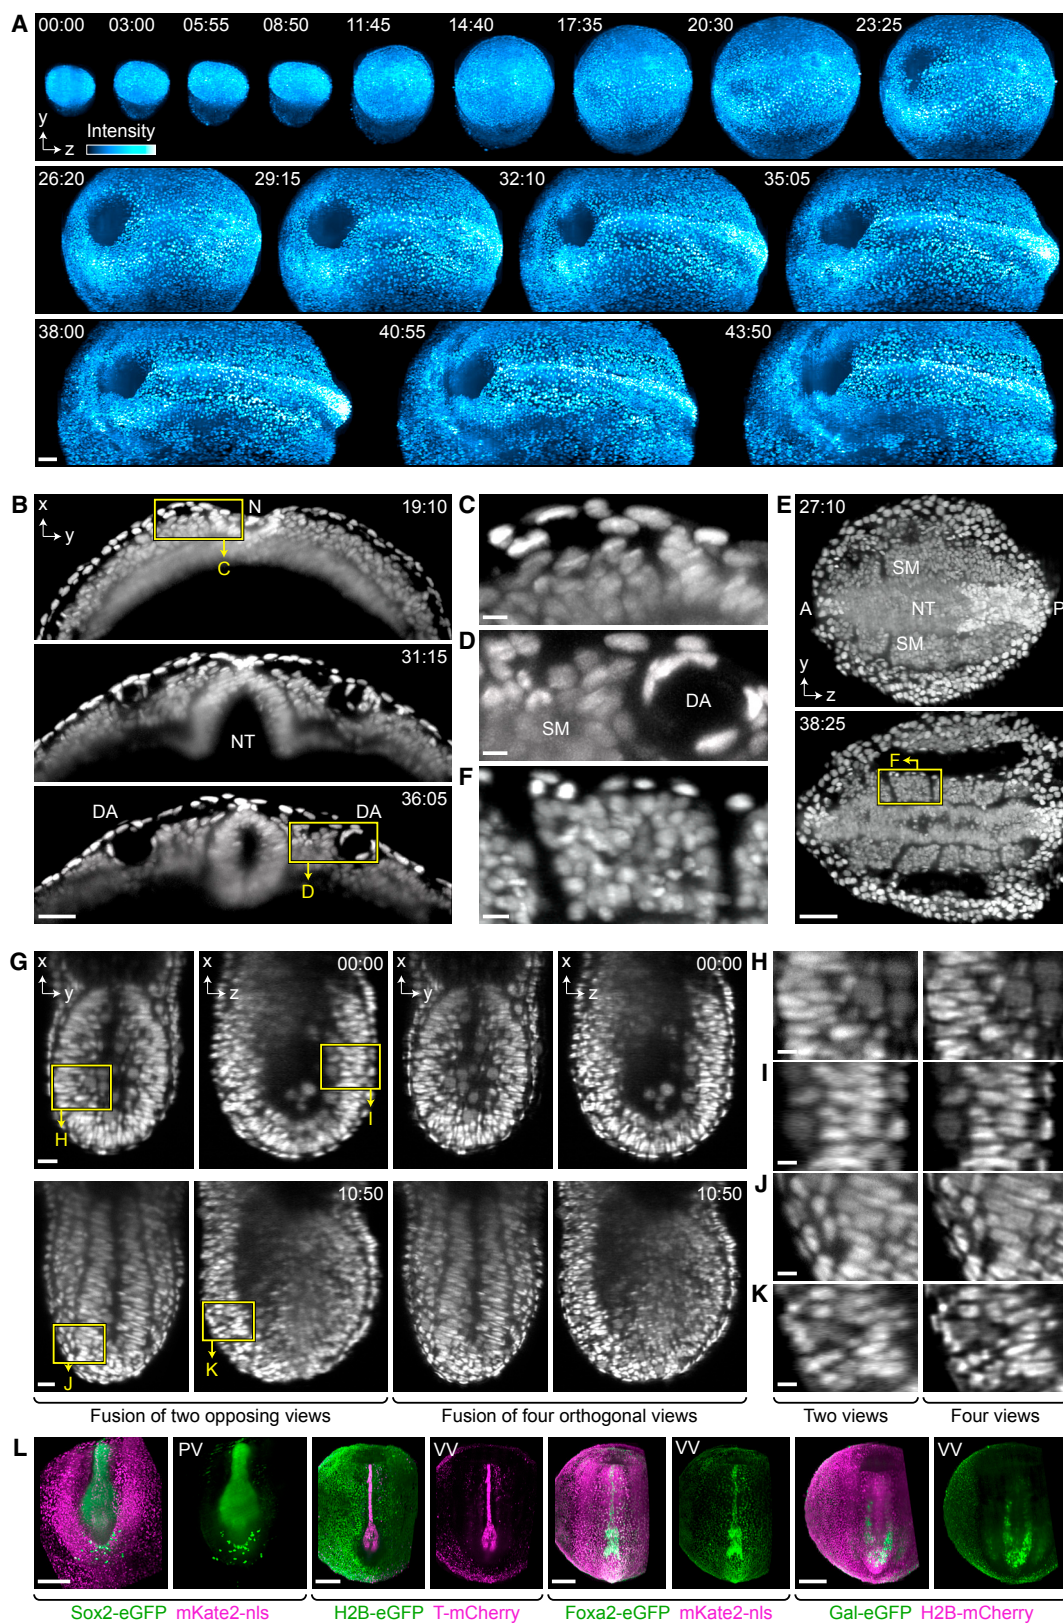 A
00:00 03:00 05:55 08:50 11:45 14:40 17:35 20:30 23:25
y
z
Intensity
26:20 29:15 32:10 35:05
38:00 40:55 43:50
B
x
y
N
19:10
C
31:15
NT
DA
DA
36:05
D
C
D
SM
DA
F
E
27:10
SM
A
NT
P
SM
y
z
38:25
F
G
x
y
H
x
z
00:00
I
x
y
x
z
00:00
J
10:50
K
10:50
H
I
J
K
Fusion of two opposing views
Fusion of four orthogonal views
Two views
Four views
L
PV
VV
VV
VV
Sox2-eGFP mKate2-nls
H2B-eGFP T-mCherry
Foxa2-eGFP mKate2-nls
Gal-eGFP H2B-mCherry